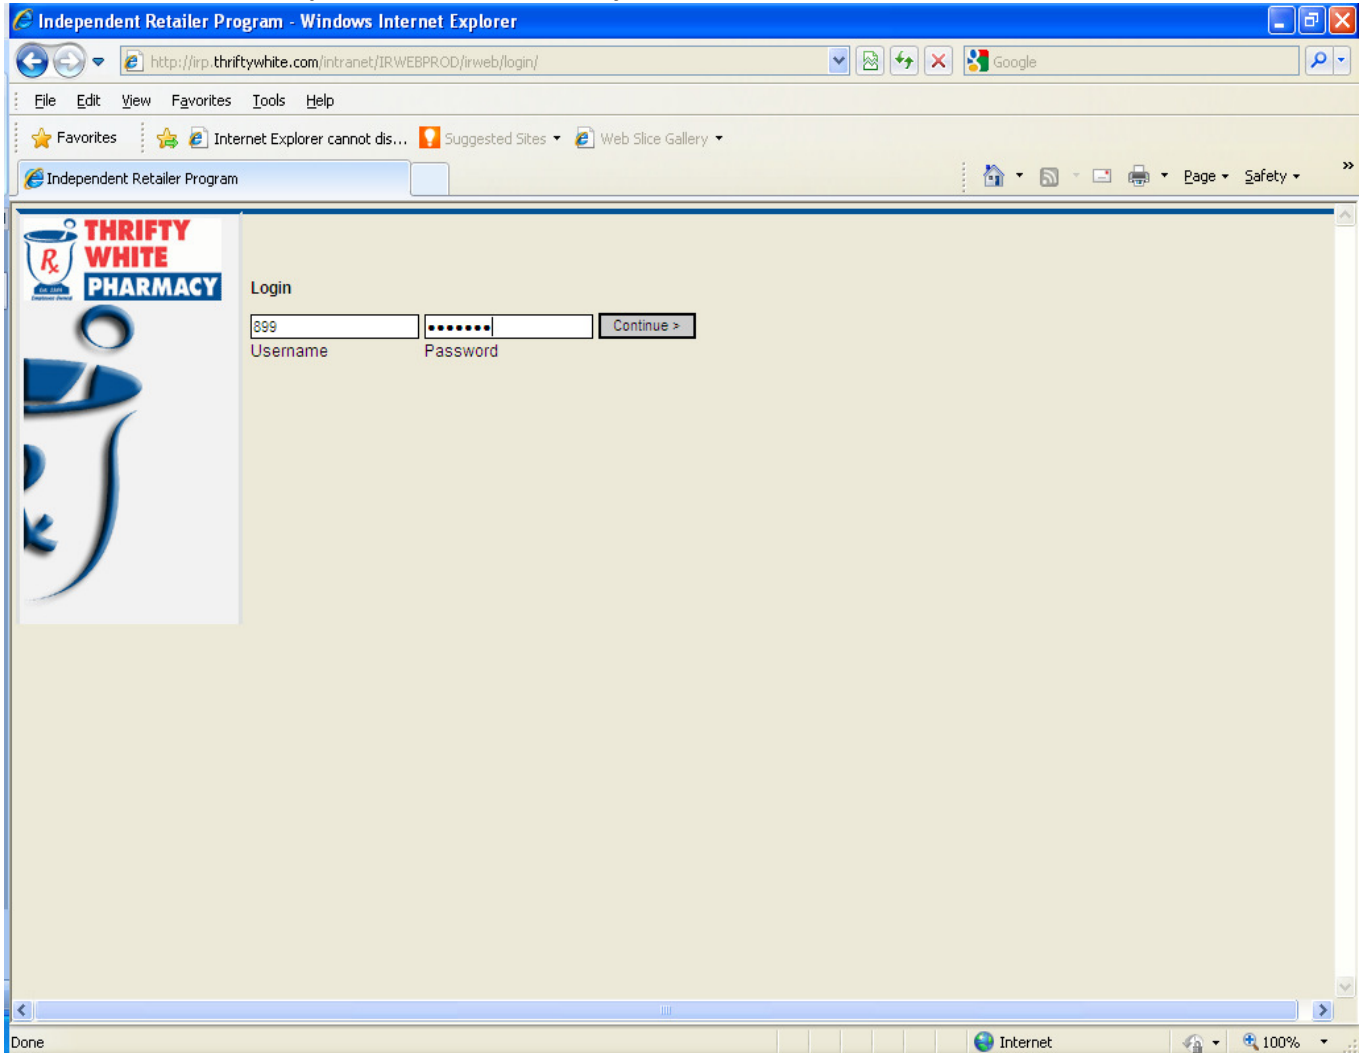 Independent Retailer Program - Windows Internet Explorer
http://irp.thriftywhite.com/intranet/IRWEBPROD/irweb/login/
Google
File Edit View Favorites Tools Help
Favorites Internet Explorer cannot dis... Suggested Sites Web Slice Gallery
Independent Retailer Program
Page Safety »
THRIFTY
WHITE
PHARMACY
Rx
Login
899 ••••••• Continue >
Username Password
Done Internet 100%